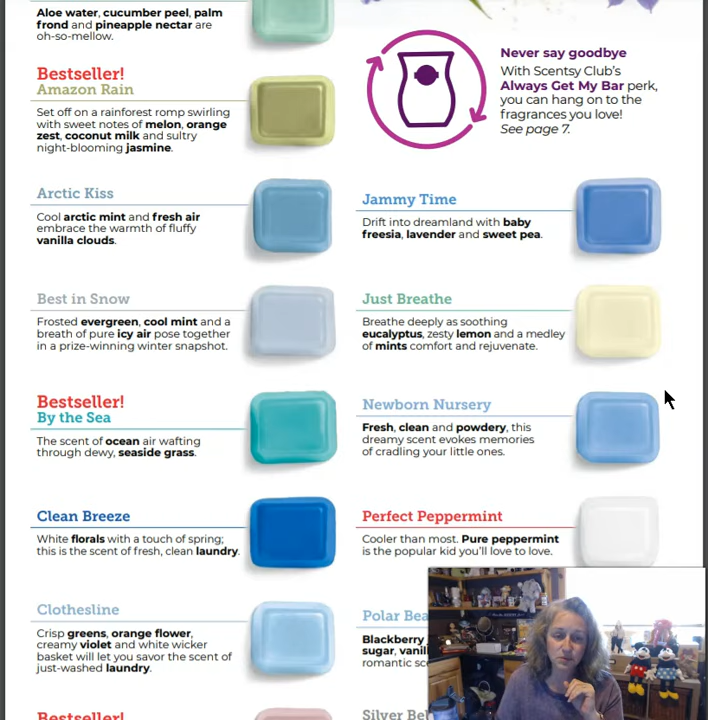 Aloe water, cucumber peel, palm
frond and pineapple nectar are
oh-so-mellow.
Bestseller!
Amazon Rain
Set off on a rainforest romp swirling
with sweet notes of melon, orange
zest, coconut milk and sultry
night-blooming jasmine.
Arctic Kiss
Cool arctic mint and fresh air
embrace the warmth of fluffy
vanilla clouds.
Best in Snow
Frosted evergreen, cool mint and a
breath of pure icy air pose together
in a prize-winning winter snapshot.
Bestseller!
By the Sea
The scent of ocean air wafting
through dewy, seaside grass.
Clean Breeze
White florals with a touch of spring;
this is the scent of fresh, clean laundry.
Clothesline
Crisp greens, orange flower,
creamy violet and white wicker
basket will let you savor the scent of
just-washed laundry.
Bestseller!
Never say goodbye
With Scentsy Club's
Always Get My Bar perk,
you can hang on to the
fragrances you love!
See page 7.
Jammy Time
Drift into dreamland with baby
freesia, lavender and sweet pea.
Just Breathe
Breathe deeply as soothing
eucalyptus, zesty lemon and a medley
of mints comfort and rejuvenate.
Newborn Nursery
Fresh, clean and powdery, this
dreamy scent evokes memories
of cradling your little ones.
Perfect Peppermint
Cooler than most. Pure peppermint
is the popular kid you'll love to love.
Polar
Blackberry
sugar,
romantic
Silver